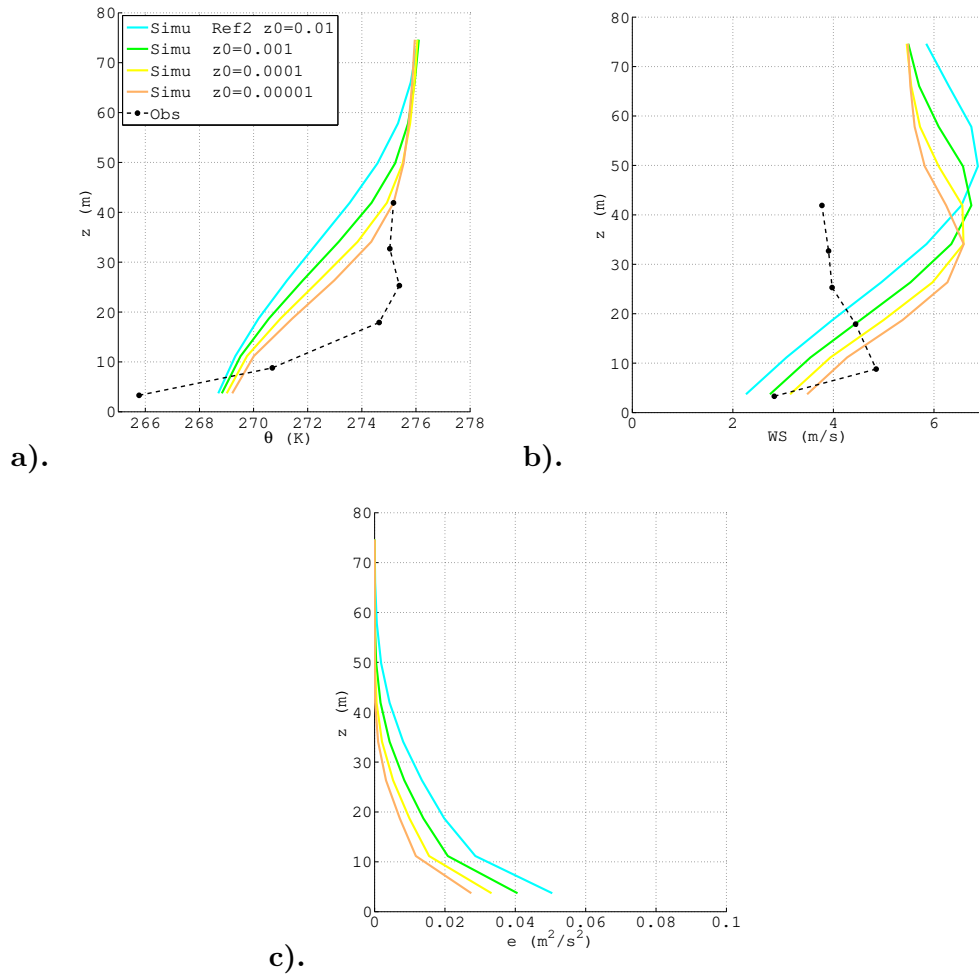 80
70
60
50
40
30
20
10
0
z (m)
Simu Ref2 z0=0.01
Simu z0=0.001
Simu z0=0.0001
Simu z0=0.00001
Obs
266 268 270 272 274 276 278
θ (K)
a).
80
70
60
50
40
30
20
10
0
z (m)
0 2 4 6
WS (m/s)
b).
80
70
60
50
40
30
20
10
0
z (m)
0 0.02 0.04 0.06 0.08 0.1
e (m²/s²)
c).